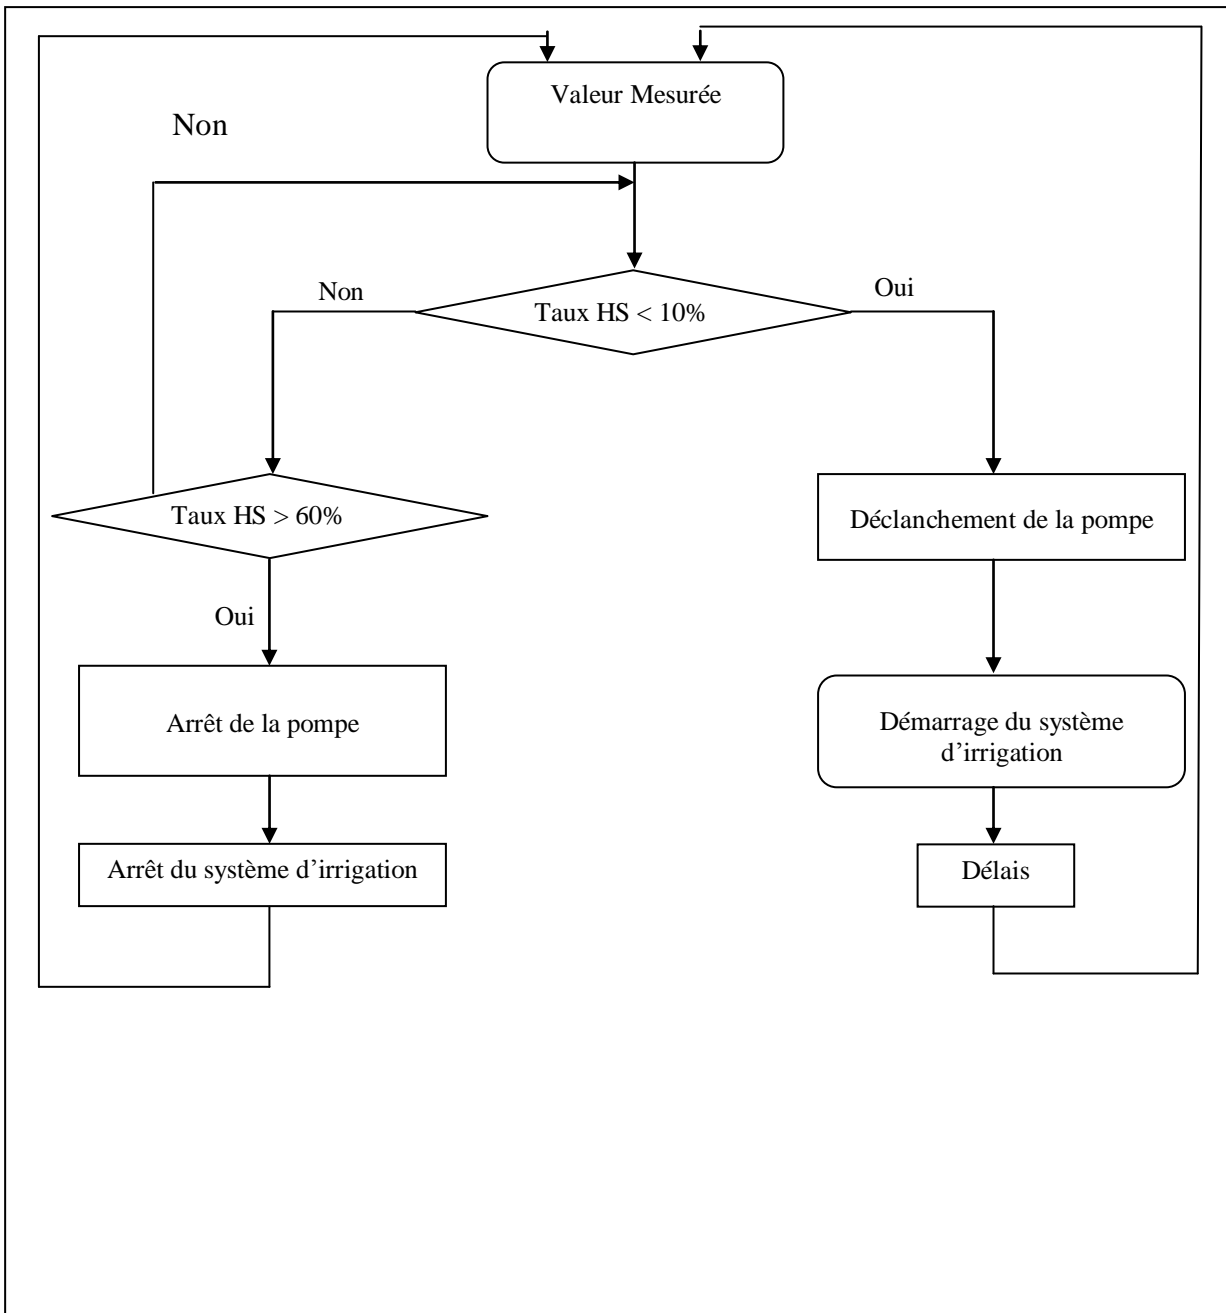 Valeur Mesurée
Non
Non
Taux HS < 10%
Oui
Taux HS > 60%
Déclanchement de la pompe
Oui
Arrêt de la pompe
Démarrage du système
d’irrigation
Arrêt du système d’irrigation
Délais